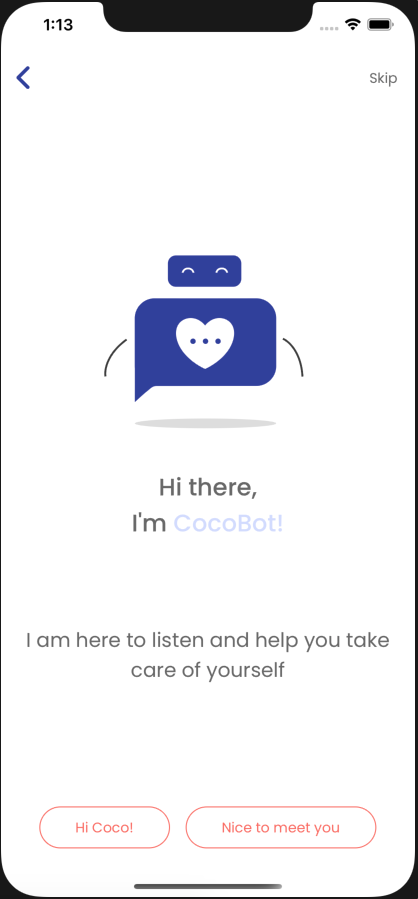 1:13
Skip
Hi there,
I'm CocoBot!
I am here to listen and help you take
care of yourself
Hi Coco!
Nice to meet you